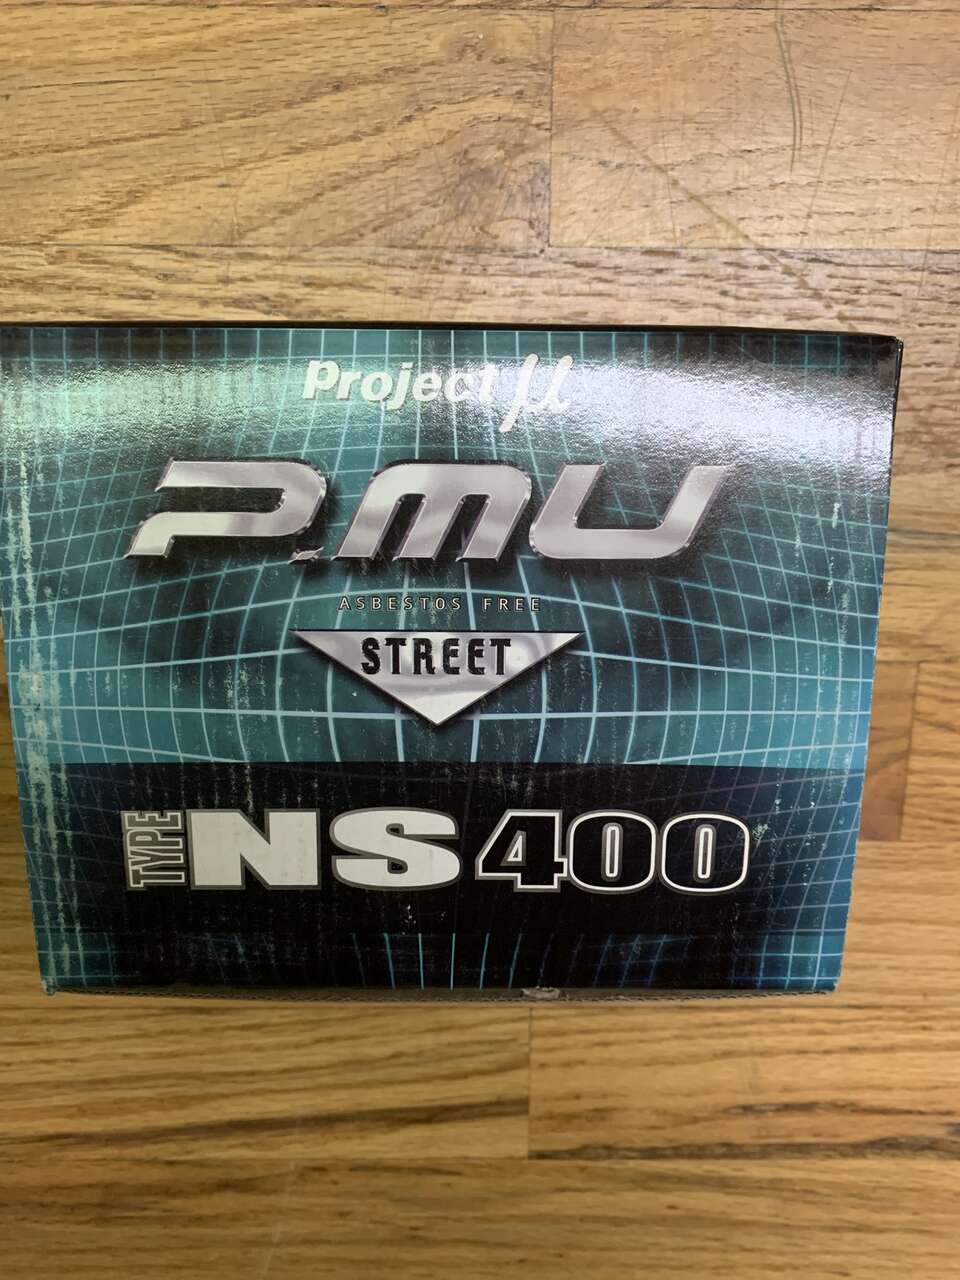 Project μ
P.MU
ASBESTOS FREE
STREET
TYPE NS400